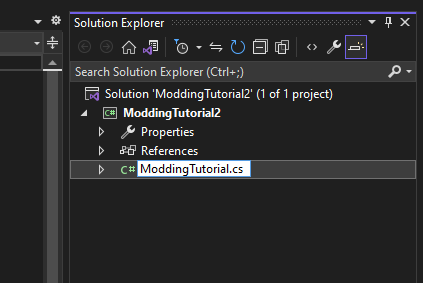 Solution Explorer
Search Solution Explorer (Ctrl+;)
Solution 'ModdingTutorial2' (1 of 1 project)
C# ModdingTutorial2
Properties
References
C# ModdingTutorial.cs